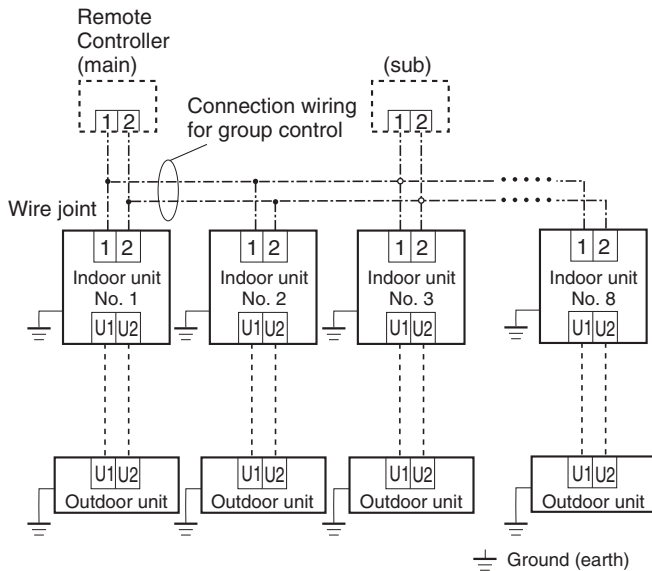 Remote
Controller
(main)
(sub)
1 2
1 2
Connection wiring
for group control
Wire joint
1 2
1 2
1 2
1 2
Indoor unit
No. 1
Indoor unit
No. 2
Indoor unit
No. 3
Indoor unit
No. 8
U1 U2
U1 U2
U1 U2
U1 U2
U1 U2
U1 U2
U1 U2
U1 U2
Outdoor unit
Outdoor unit
Outdoor unit
Outdoor unit
Ground (earth)